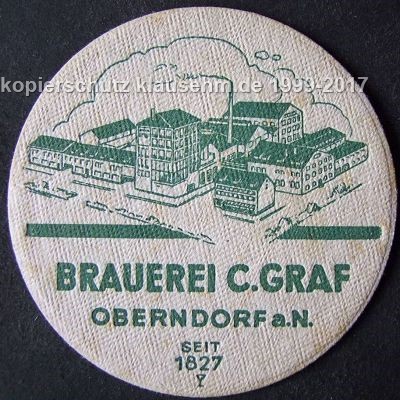 kopierschutz klausehm.de 1999-2017
BRAUEREI C.GRAF
OBERNDORF a.N.
SEIT
1827
Y